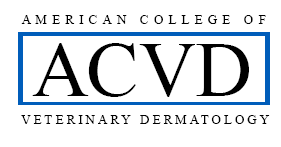 AMERICAN COLLEGE OF
ACVD
VETERINARY DERMATOLOGY